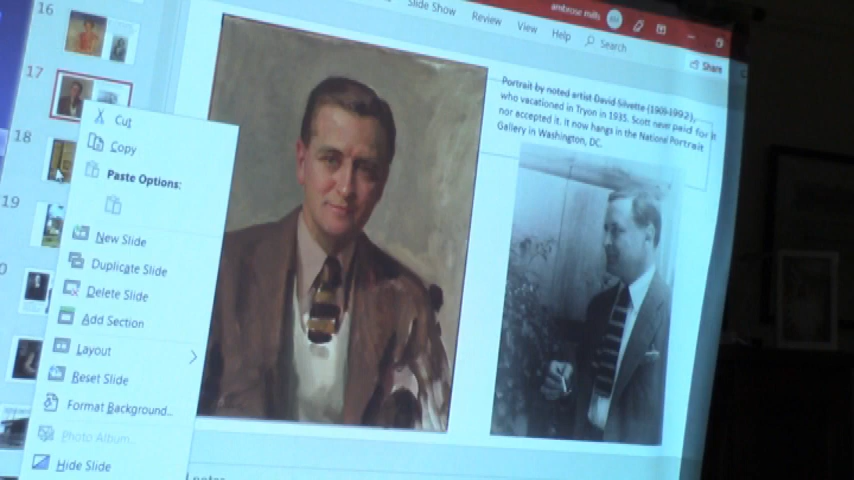 ambrose mills
Slide Show Review View Help Search
Share
16
17
18
19
0
Cut
Copy
Paste Options:
New Slide
Duplicate Slide
Delete Slide
Add Section
Layout
Reset Slide
Format Background...
Photo Album...
Hide Slide
Portrait by noted artist David Silvette (1909-1992),
who vacationed in Tryon in 1935. Scott never paid for it
nor accepted it. It now hangs in the National Portrait
Gallery in Washington, DC.